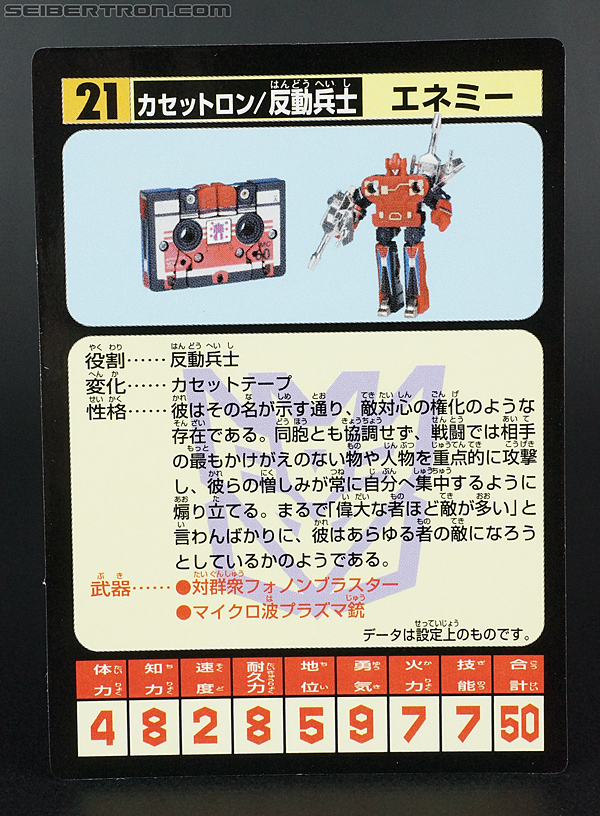 SEIBERTRON.COM
21 カセットロン/反動兵士 エネミー
役割……反動兵士
変化……カセットテープ
性格……彼はその名が示す通り、敵対心の権化のような
存在である。同胞とも協調せず、戦闘では相手
の最もかけがえのない物や人物を重点的に攻撃
し、彼らの憎しみが常に自分へ集中するように
煽り立てる。まるで「偉大な者ほど敵が多い」と
言わんばかりに、彼はあらゆる者の敵になろう
としているかのようである。
武器……●対群衆フォノンブラスター
●マイクロ波プラズマ銃
データは設定上のものです。
体力 知力 速度 耐久力 地位 勇気 火力 技能 合計
4 8 2 8 5 9 7 7 50